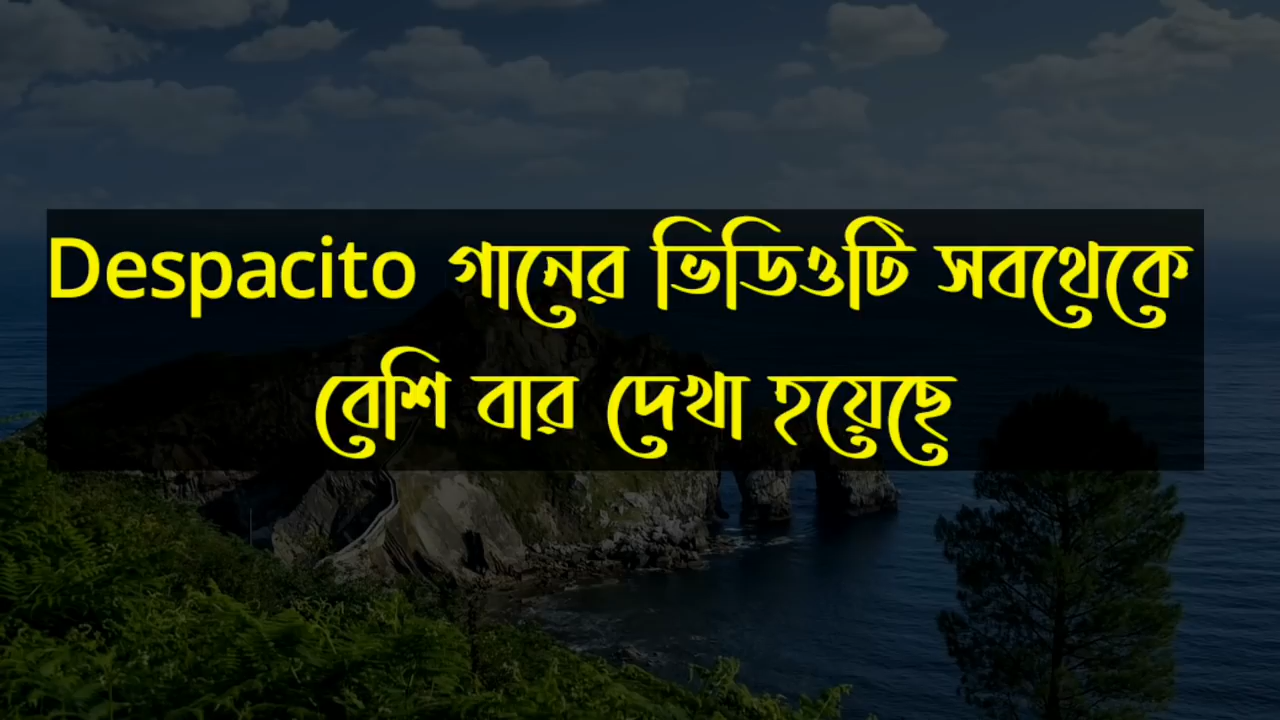 Despacito গানের ভিডিওটি সবথেকে
বেশি বার দেখা হয়েছে